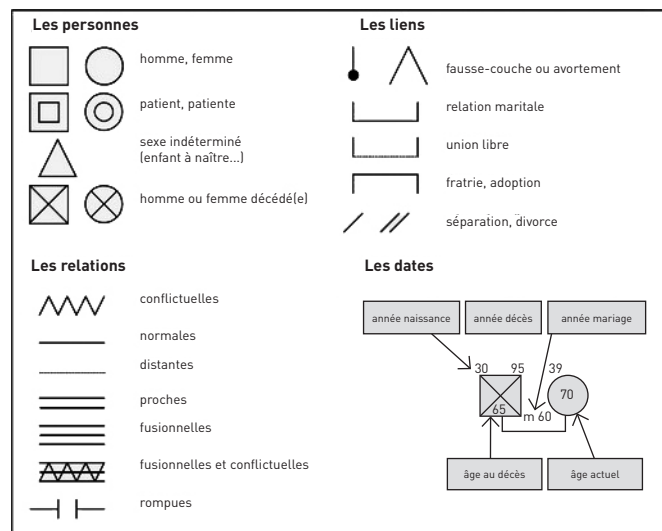 Les personnes
homme, femme
patient, patiente
sexe indéterminé
(enfant à naître...)
homme ou femme décédé(e)
Les liens
fausse-couche ou avortement
relation maritale
union libre
fratrie, adoption
séparation, divorce
Les relations
conflictuelles
normales
distantes
proches
fusionnelles
fusionnelles et conflictuelles
rompues
Les dates
année naissance
année décès
année mariage
30
95
39
65
70
m 60
âge au décès
âge actuel